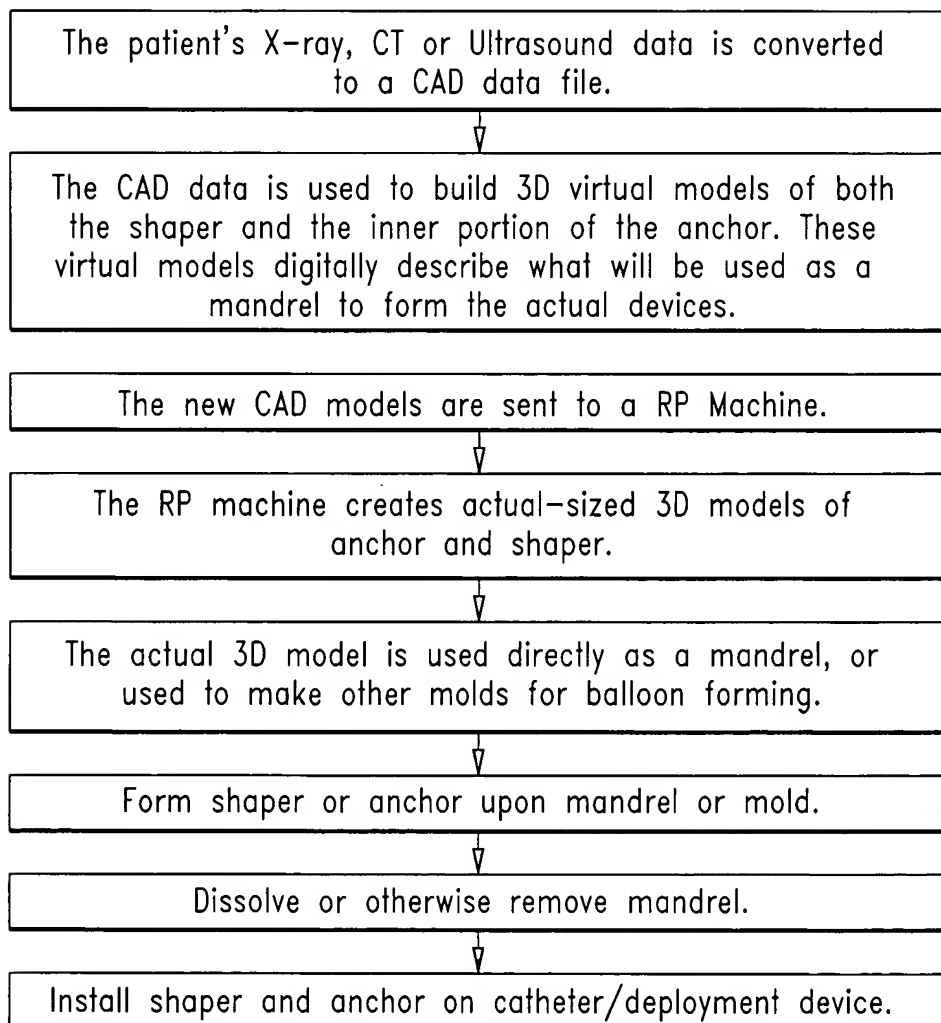 The patient's X-ray, CT or Ultrasound data is converted
to a CAD data file.
The CAD data is used to build 3D virtual models of both
the shaper and the inner portion of the anchor. These
virtual models digitally describe what will be used as a
mandrel to form the actual devices.
The new CAD models are sent to a RP Machine.
The RP machine creates actual-sized 3D models of
anchor and shaper.
The actual 3D model is used directly as a mandrel, or
used to make other molds for balloon forming.
Form shaper or anchor upon mandrel or mold.
Dissolve or otherwise remove mandrel.
Install shaper and anchor on catheter/deployment device.